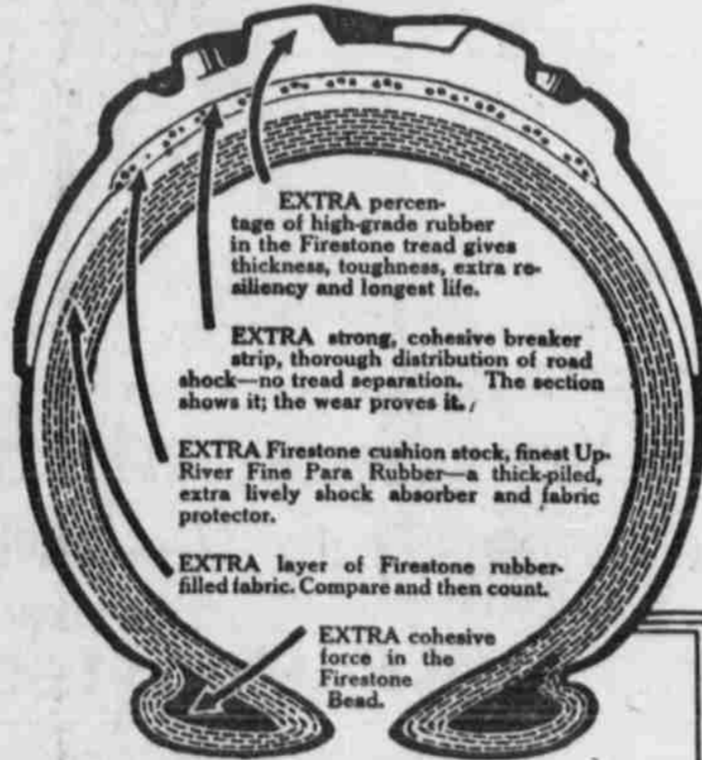 EXTRA percen-
tage of high-grade rubber
in the Firestone tread gives
thickness, toughness, extra re-
siliency and longest life.
EXTRA strong, cohesive breaker
strip, thorough distribution of road
shock—no tread separation. The section
shows it; the wear proves it.
EXTRA Firestone cushion stock, finest Up-
River Fine Para Rubber—a thick-piled,
extra lively shock absorber and fabric
protector.
EXTRA layer of Firestone rubber-
filled fabric. Compare and then count.
EXTRA cohesive
force in the
Firestone
Bead.